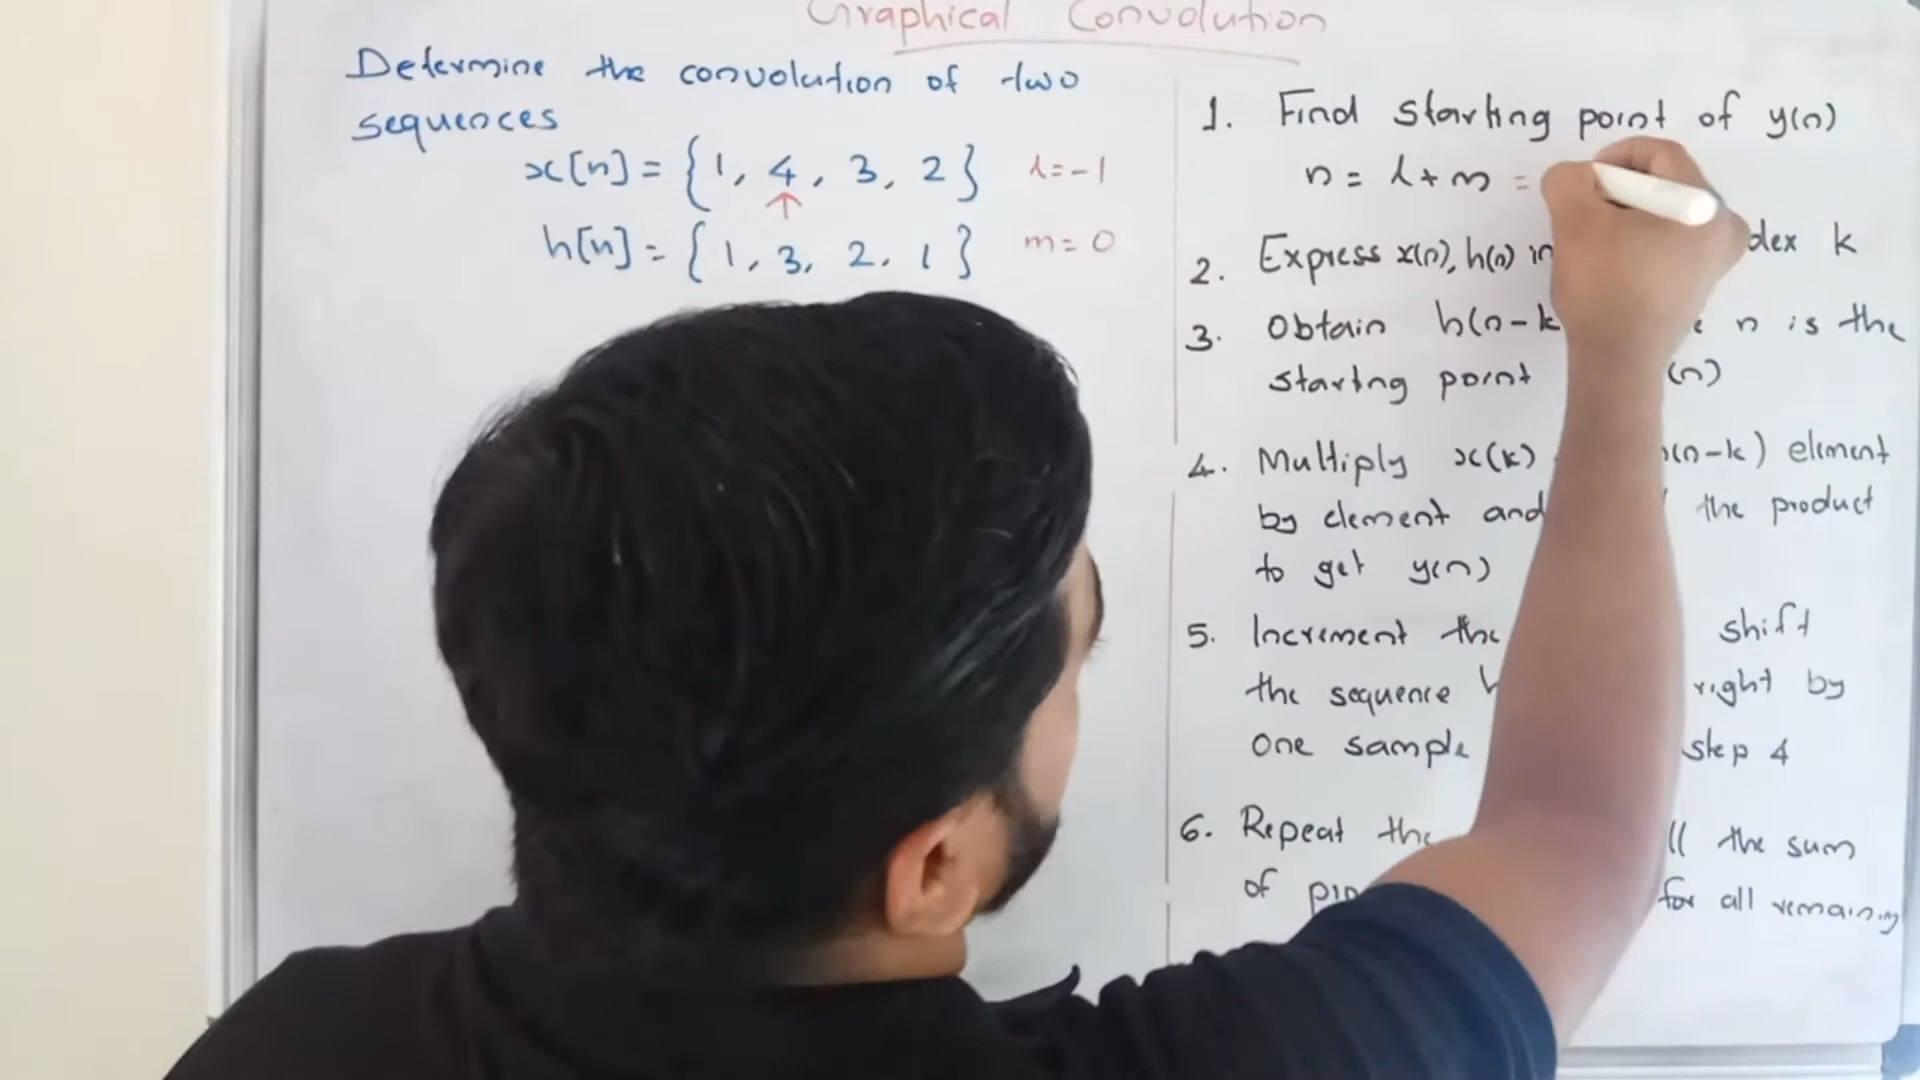 Graphical Convolution
Determine the convolution of two
sequences
x[n] = { 1, 4, 3, 2 } l = -1
↑
h[n] = { 1, 3, 2, 1 } m = 0
1. Find starting point of y(n)
n = l + m =
2. Express x(n), h(n) in dex k
3. Obtain h(n-k n is the
starting point (n)
4. Multiply x(k) (n-k) element
by element and the product
to get y(n)
5. Increment the shift
the sequence right by
one sample step 4
6. Repeat the the sum
of for all remaining